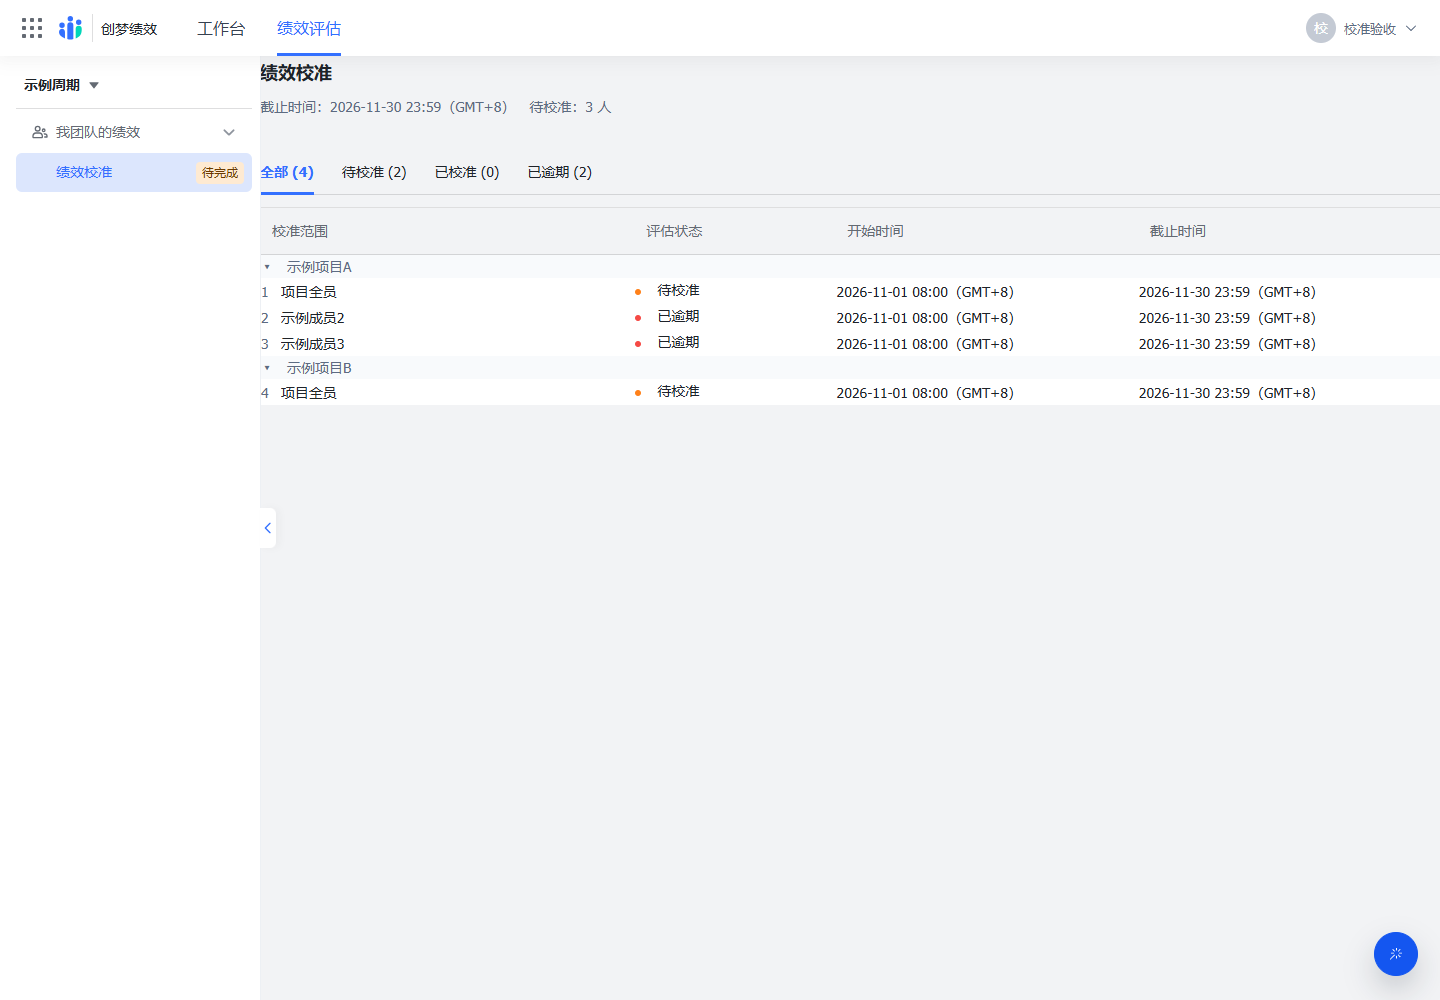 创梦绩效 工作台 绩效评估 校 校准验收
示例周期
我团队的绩效
绩效校准 待完成
绩效校准
截止时间：2026-11-30 23:59（GMT+8） 待校准：3 人
全部 (4) 待校准 (2) 已校准 (0) 已逾期 (2)
校准范围 评估状态 开始时间 截止时间
示例项目A
1 项目全员 待校准 2026-11-01 08:00（GMT+8） 2026-11-30 23:59（GMT+8）
2 示例成员2 已逾期 2026-11-01 08:00（GMT+8） 2026-11-30 23:59（GMT+8）
3 示例成员3 已逾期 2026-11-01 08:00（GMT+8） 2026-11-30 23:59（GMT+8）
示例项目B
4 项目全员 待校准 2026-11-01 08:00（GMT+8） 2026-11-30 23:59（GMT+8）